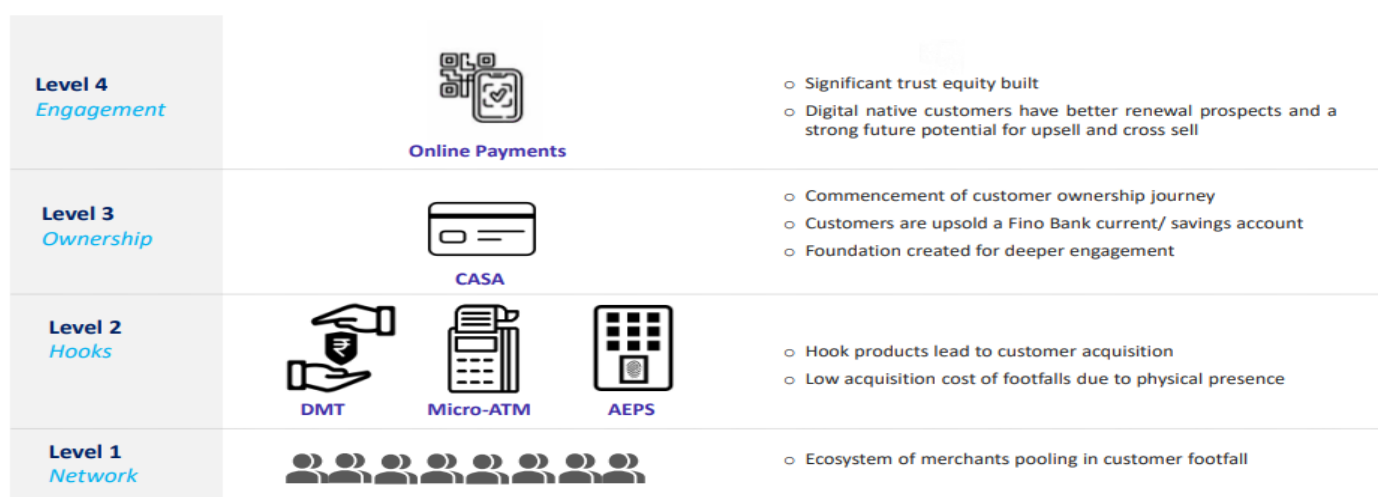 Level 4
Engagement
Online Payments
o Significant trust equity built
o Digital native customers have better renewal prospects and a
strong future potential for upsell and cross sell
Level 3
Ownership
CASA
o Commencement of customer ownership journey
o Customers are upsold a Fino Bank current/ savings account
o Foundation created for deeper engagement
Level 2
Hooks
₹
DMT
Micro-ATM
AEPS
o Hook products lead to customer acquisition
o Low acquisition cost of footfalls due to physical presence
Level 1
Network
o Ecosystem of merchants pooling in customer footfall